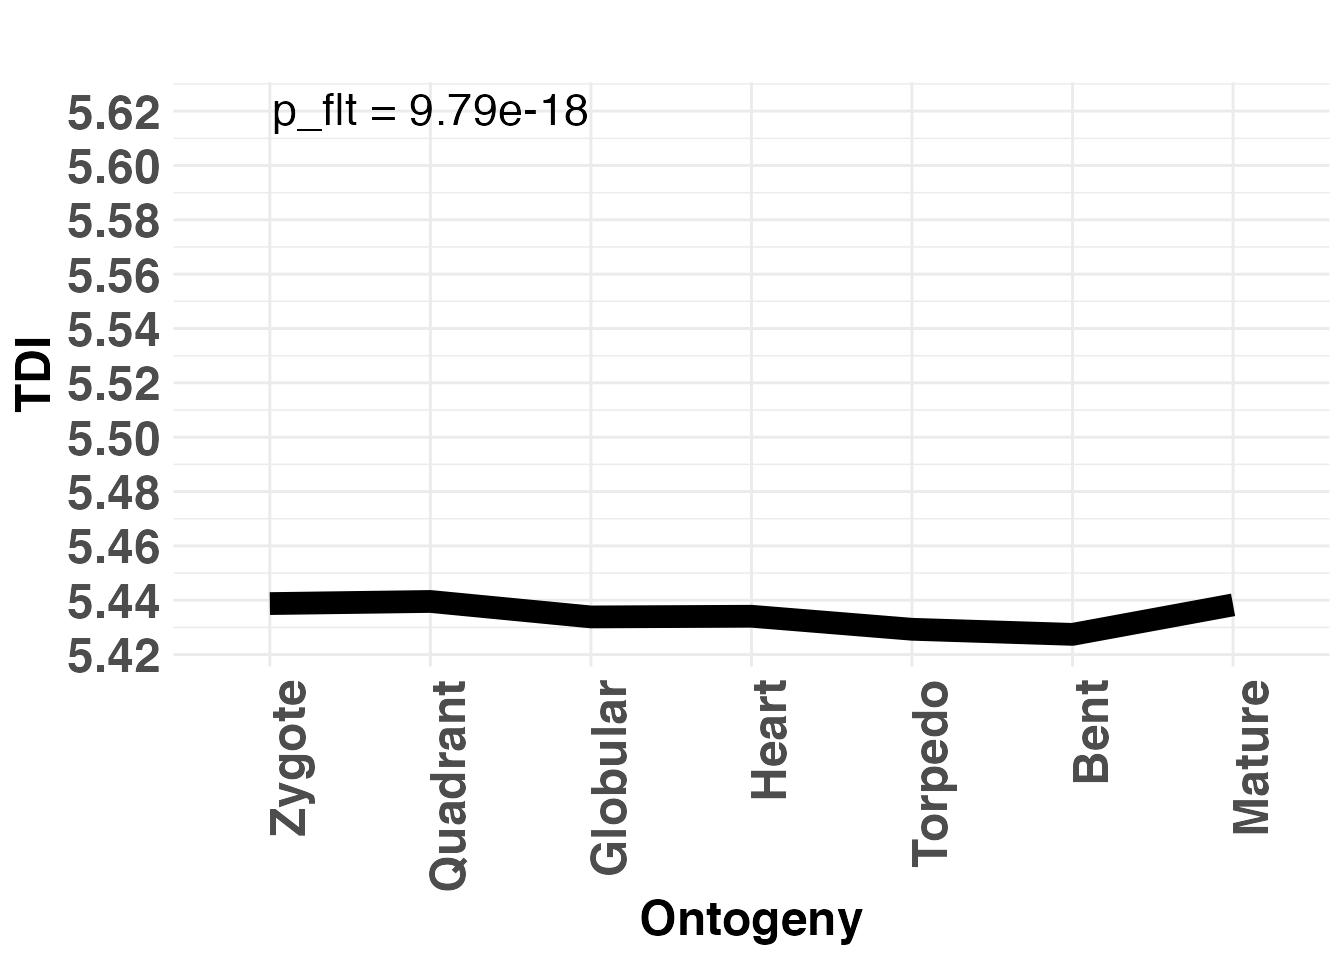 p_flt = 9.79e-18
5.62
5.60
5.58
5.56
5.54
5.52
5.50
5.48
5.46
5.44
5.42
TDI
Zygote
Quadrant
Globular
Heart
Torpedo
Bent
Mature
Ontogeny